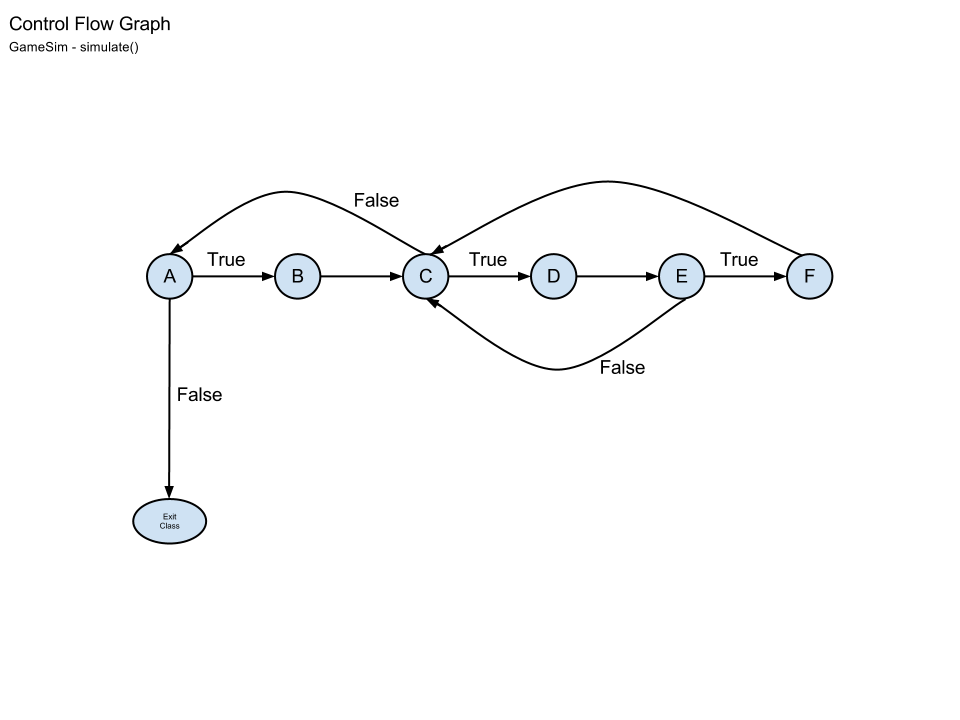 Control Flow Graph
GameSim - simulate()
False
True
True
True
A
B
C
D
E
F
False
False
Exit
Class